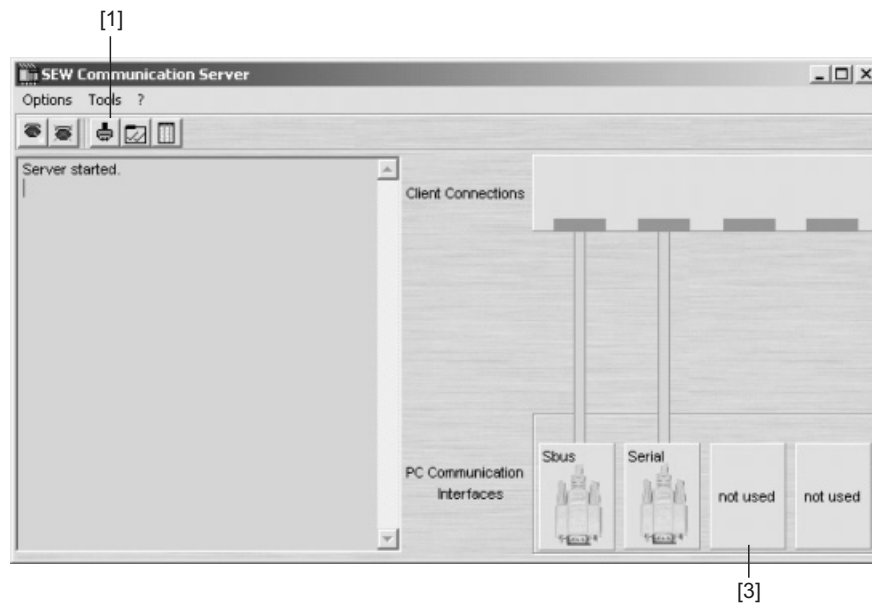 [1]
SEW Communication Server
Options Tools ?
Server started.
Client Connections
Sbus
Serial
PC Communication
Interfaces
not used
not used
[3]